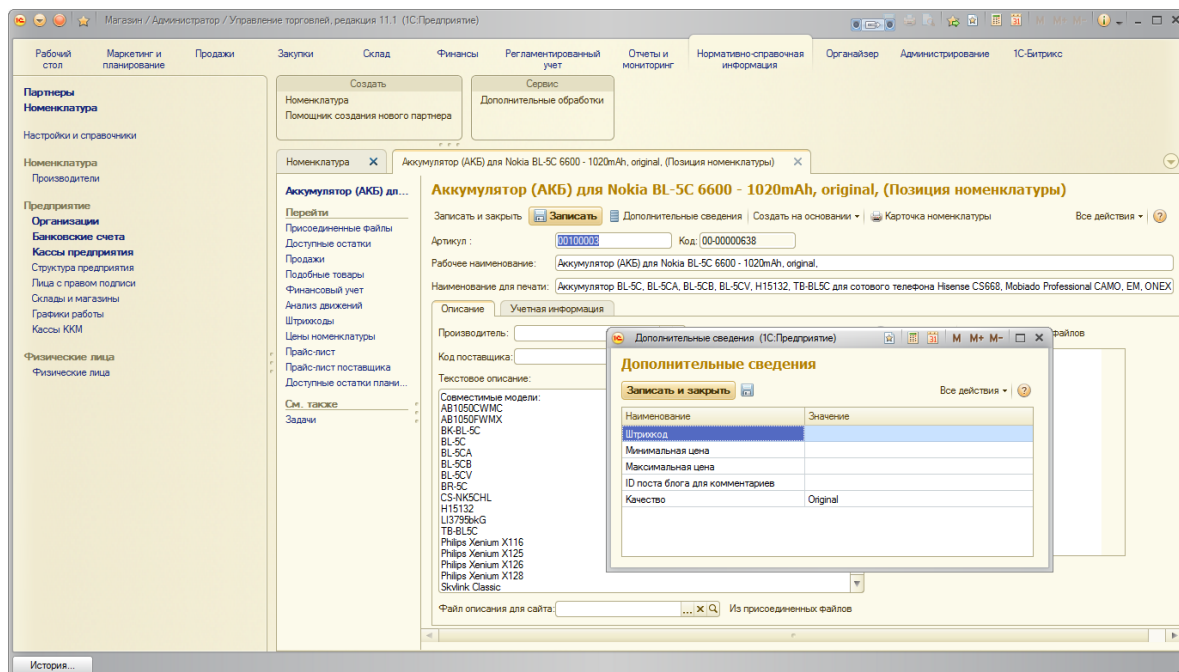 Магазин / Администратор / Управление торговлей, редакция 11.1 (1С:Предприятие)
M M+ M-
Рабочий стол
Маркетинг и планирование
Продажи
Закупки
Склад
Финансы
Регламентированный учет
Отчеты и мониторинг
Нормативно-справочная информация
Органайзер
Администрирование
1С-Битрикс
Партнеры
Номенклатура
Настройки и справочники
Номенклатура
Производители
Предприятие
Организации
Банковские счета
Кассы предприятия
Структура предприятия
Лица с правом подписи
Склады и магазины
Графики работы
Кассы ККМ
Физические лица
Физические лица
Создать
Номенклатура
Помощник создания нового партнера
Сервис
Дополнительные обработки
Номенклатура
Аккумулятор (АКБ) для Nokia BL-5C 6600 - 1020mAh, original, (Позиция номенклатуры)
Аккумулятор (АКБ) дл...
Перейти
Присоединенные файлы
Доступные остатки
Продажи
Подобные товары
Финансовый учет
Анализ движений
Штрихкоды
Цены номенклатуры
Прайс-лист
Прайс-лист поставщика
Доступные остатки плани...
См. также
Задачи
Аккумулятор (АКБ) для Nokia BL-5C 6600 - 1020mAh, original, (Позиция номенклатуры)
Записать и закрыть Записать Дополнительные сведения Создать на основании Карточка номенклатуры Все действия
Артикул : 00100003 Код: 00-00000638
Рабочее наименование: Аккумулятор (АКБ) для Nokia BL-5C 6600 - 1020mAh, original,
Наименование для печати: Аккумулятор BL-5C, BL-5CA, BL-5CB, BL-5CV, H15132, TB-BL5C для сотового телефона Hisense CS668, Mobiado Professional CAMO, EM, ONEX
Описание Учетная информация
Производитель:
файлов
Код поставщика:
Текстовое описание:
Совместимые модели:
AB1050CWMC
AB1050FWMX
BK-BL-5C
BL-5C
BL-5CA
BL-5CB
BL-5CV
BR-5C
CS-NK5CHL
H15132
LI3795bkG
TB-BL5C
Philips Xenium X116
Philips Xenium X125
Philips Xenium X126
Philips Xenium X128
Skylink Classic
Файл описания для сайта: ... Из присоединенных файлов
Дополнительные сведения (1С:Предприятие) M M+ M-
Дополнительные сведения
Записать и закрыть Все действия
Наименование Значение
Штрихкод
Минимальная цена
Максимальная цена
ID поста блога для комментариев
Качество Original
История...